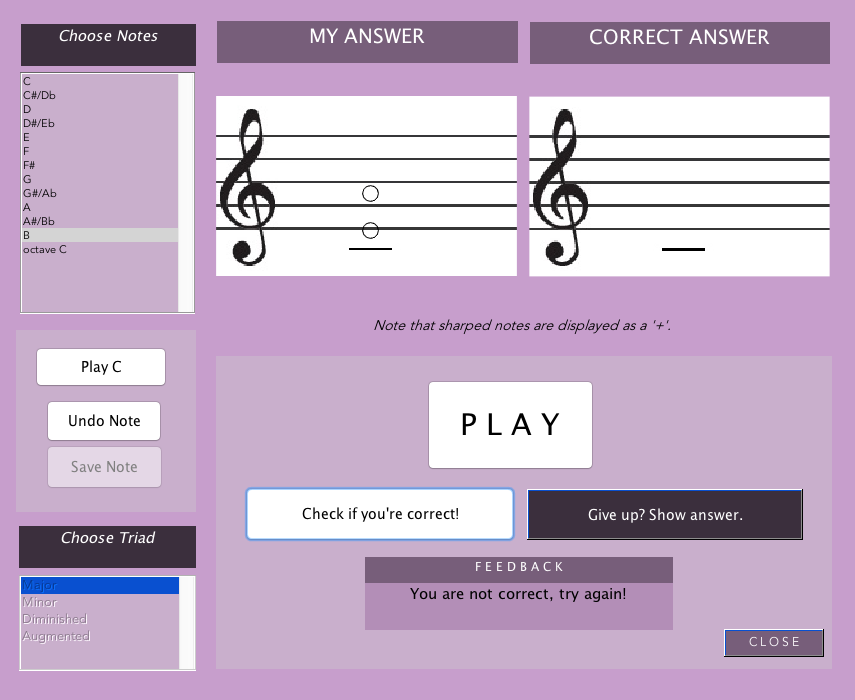 Choose Notes
MY ANSWER
CORRECT ANSWER
C
C#/Db
D
D#/Eb
E
F
F#
G
G#/Ab
A
A#/Bb
B
octave C
Note that sharped notes are displayed as a '+'.
Play C
Undo Note
Save Note
PLAY
Check if you're correct!
Give up? Show answer.
Choose Triad
Major
Minor
Diminished
Augmented
FEEDBACK
You are not correct, try again!
CLOSE